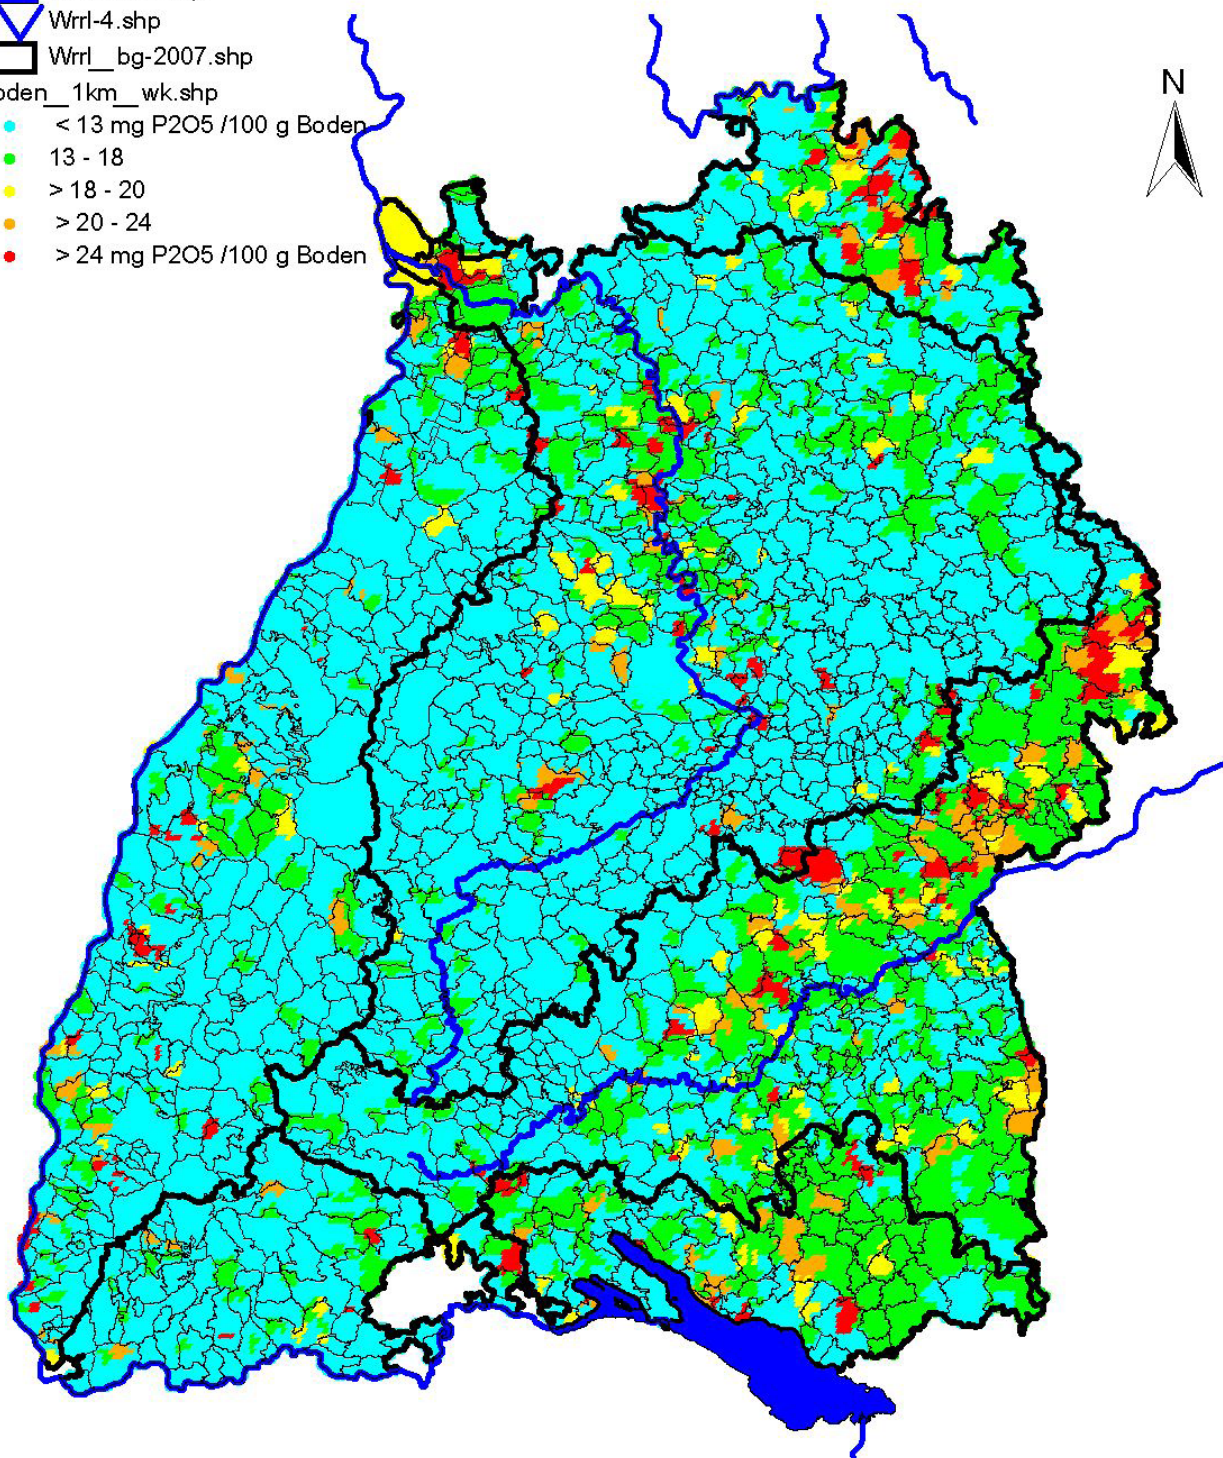 Wrrl-4.shp
Wrrl__bg-2007.shp
oden__1km__wk.shp
< 13 mg P2O5 /100 g Boden
13 - 18
> 18 - 20
> 20 - 24
> 24 mg P2O5 /100 g Boden
N